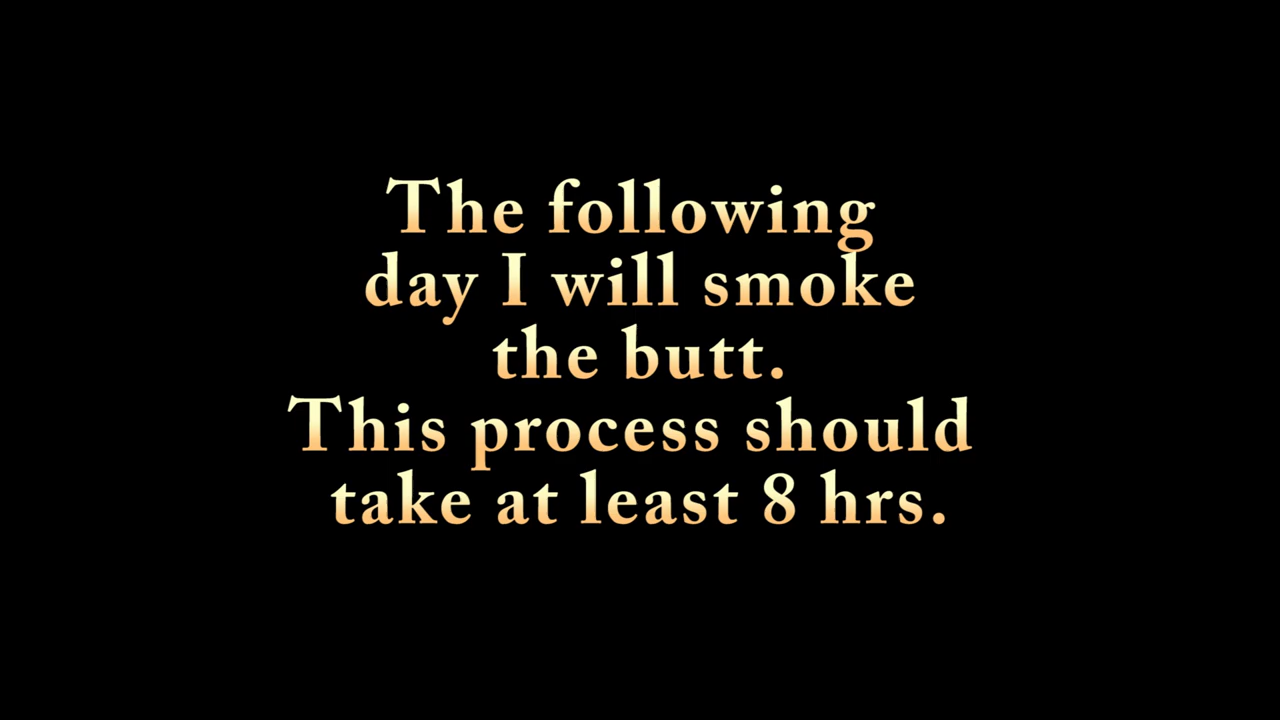 The following
day I will smoke
the butt.
This process should
take at least 8 hrs.